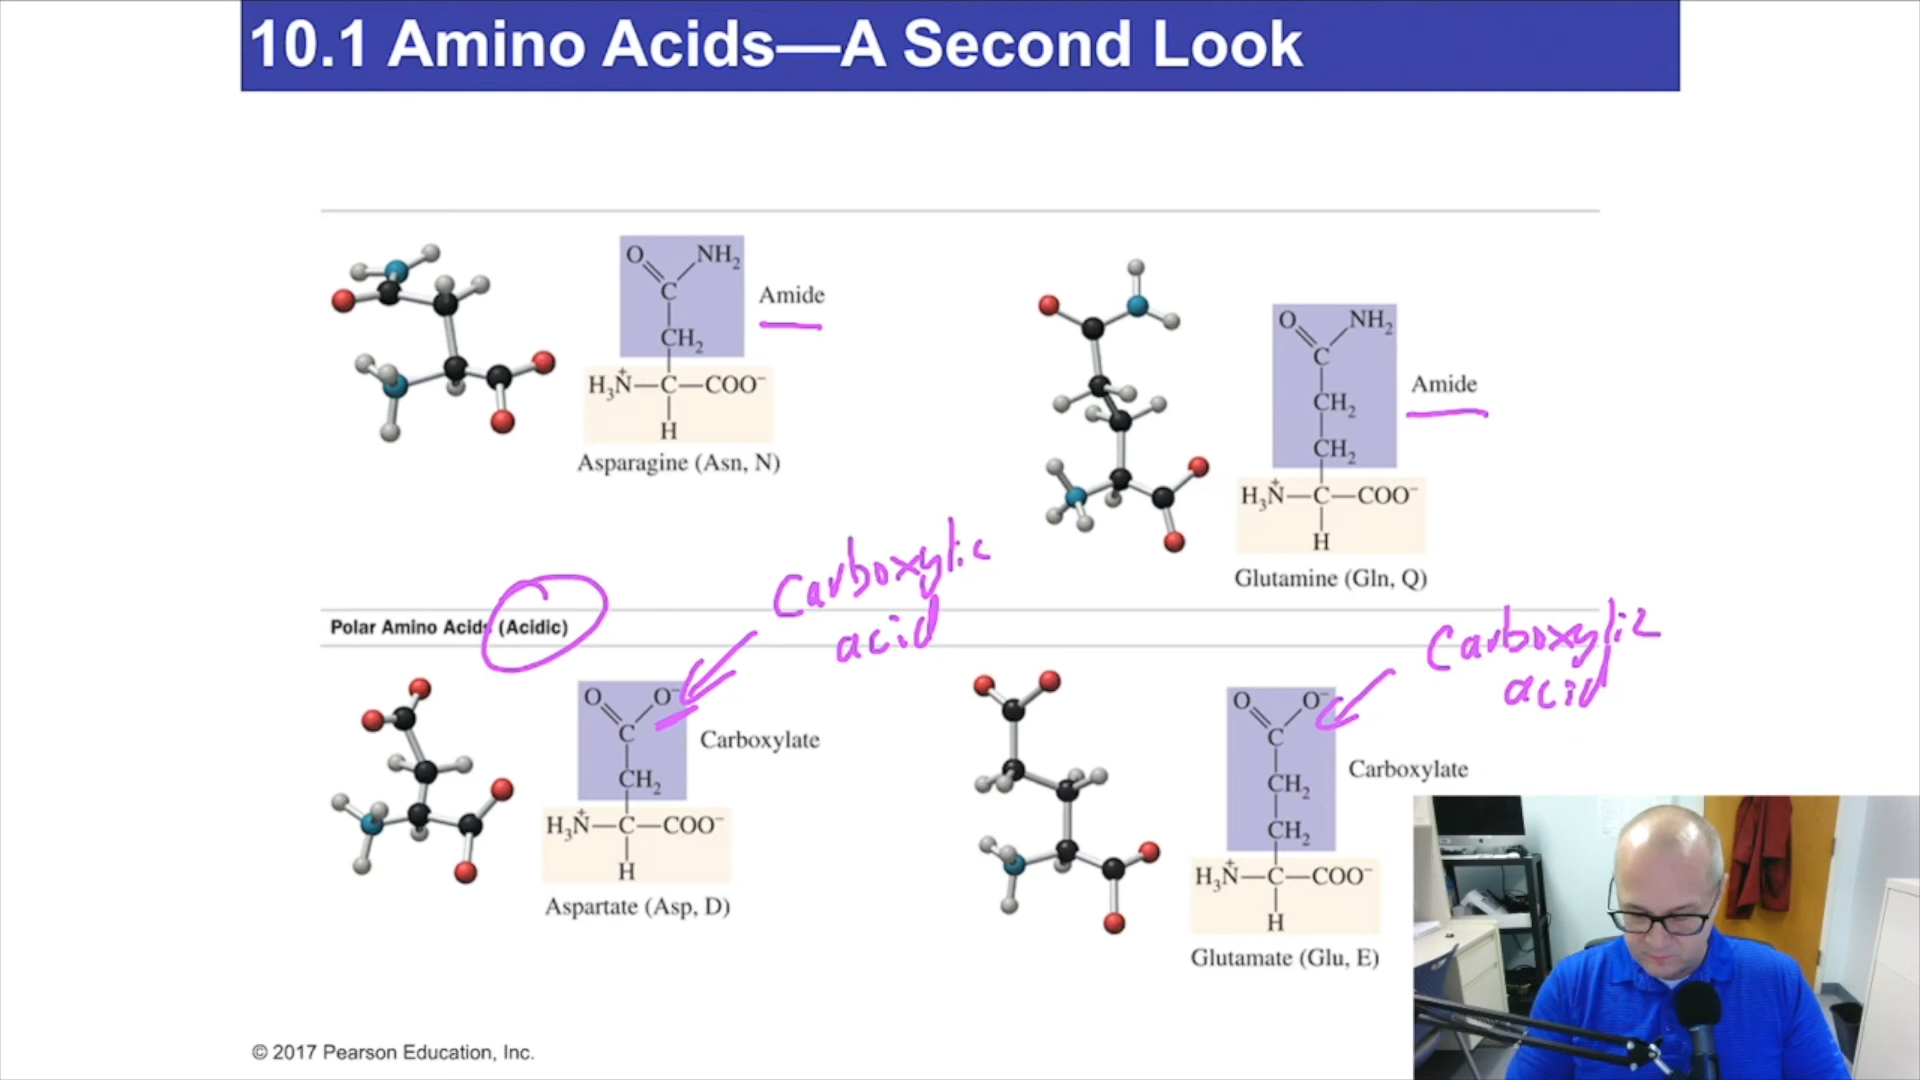 10.1 Amino Acids—A Second Look
O NH₂
C
CH₂
Amide
H₃N⁺—C—COO⁻
H
Asparagine (Asn, N)
O NH₂
C
CH₂
CH₂
Amide
H₃N⁺—C—COO⁻
H
Glutamine (Gln, Q)
Carboxylic
acid
Polar Amino Acids (Acidic)
Carboxylic
acid
O O⁻
C
CH₂
Carboxylate
H₃N⁺—C—COO⁻
H
Aspartate (Asp, D)
O O⁻
C
CH₂
CH₂
Carboxylate
H₃N⁺—C—COO⁻
H
Glutamate (Glu, E)
© 2017 Pearson Education, Inc.